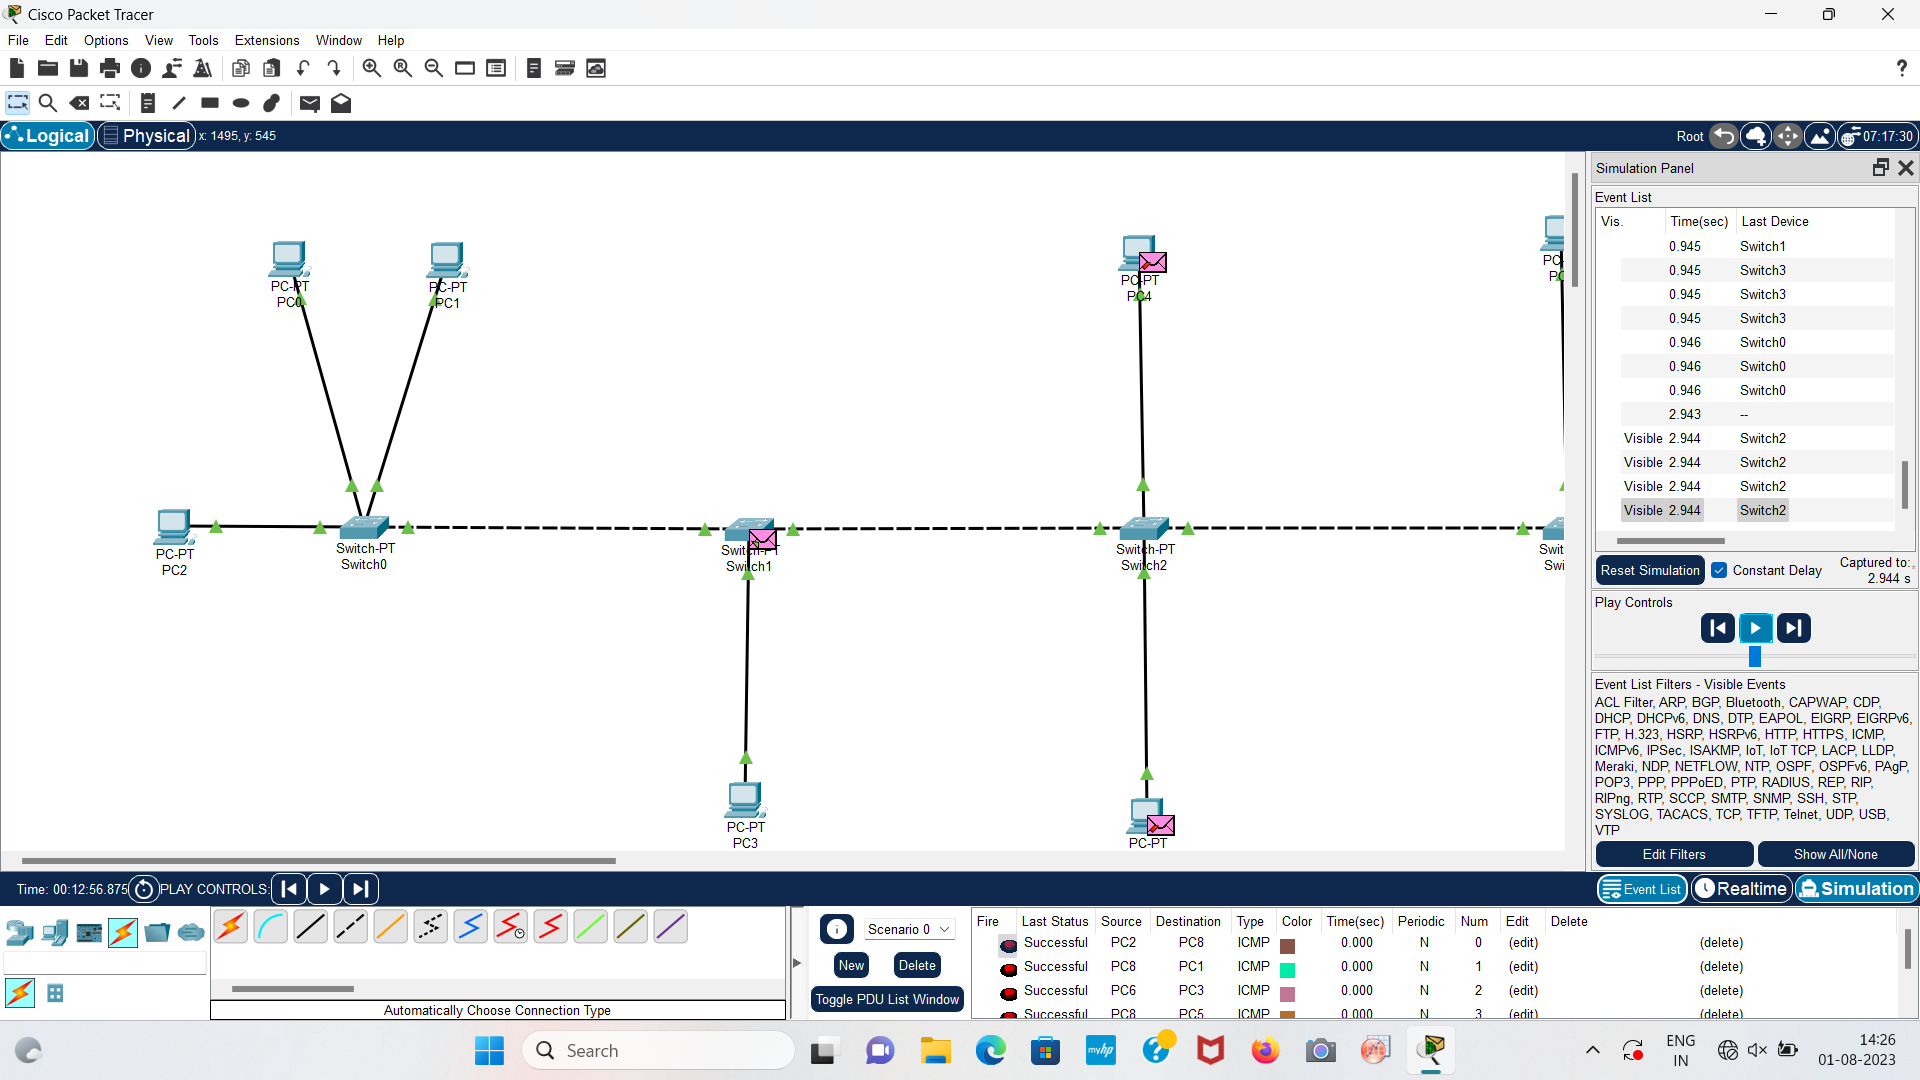 Cisco Packet Tracer
File Edit Options View Tools Extensions Window Help
?
Logical Physical x: 1495, y: 545 Root 07:17:30
Simulation Panel
Event List
Vis. Time(sec) Last Device
0.945 Switch1
0.945 Switch3
0.945 Switch3
0.945 Switch3
0.946 Switch0
0.946 Switch0
0.946 Switch0
2.943 --
Visible 2.944 Switch2
Visible 2.944 Switch2
Visible 2.944 Switch2
Visible 2.944 Switch2
Reset Simulation Constant Delay Captured to:
2.944 s
Play Controls
Event List Filters - Visible Events
ACL Filter, ARP, BGP, Bluetooth, CAPWAP, CDP,
DHCP, DHCPv6, DNS, DTP, EAPOL, EIGRP, EIGRPv6,
FTP, H.323, HSRP, HSRPv6, HTTP, HTTPS, ICMP,
ICMPv6, IPSec, ISAKMP, IoT, IoT TCP, LACP, LLDP,
Meraki, NDP, NETFLOW, NTP, OSPF, OSPFv6, PAgP,
POP3, PPP, PPPoED, PTP, RADIUS, REP, RIP,
RIPng, RTP, SCCP, SMTP, SNMP, SSH, STP,
SYSLOG, TACACS, TCP, TFTP, Telnet, UDP, USB,
VTP
Edit Filters Show All/None
PC-PT
PC0
PC-PT
PC1
PC-PT
PC4
PC-PT
PC2
Switch-PT
Switch0
Switch-PT
Switch1
Switch-PT
Switch2
PC-PT
PC3
PC-PT
Time: 00:12:56.875 PLAY CONTROLS: Event List Realtime Simulation
Automatically Choose Connection Type
Scenario 0
New Delete
Toggle PDU List Window
Fire Last Status Source Destination Type Color Time(sec) Periodic Num Edit Delete
Successful PC2 PC8 ICMP 0.000 N 0 (edit) (delete)
Successful PC8 PC1 ICMP 0.000 N 1 (edit) (delete)
Successful PC6 PC3 ICMP 0.000 N 2 (edit) (delete)
Successful PC8 PC5 ICMP 0.000 N 3 (edit) (delete)
Search myhp ENG
IN
14:26
01-08-2023